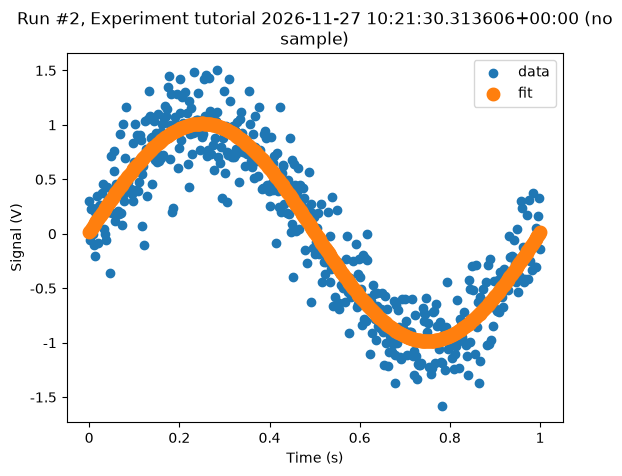 Run #2, Experiment tutorial 2026-11-27 10:21:30.313606+00:00 (no
sample)
data
fit
1.5
1
0.5
0
-0.5
-1
-1.5
Signal (V)
0
0.2
0.4
0.6
0.8
1
Time (s)